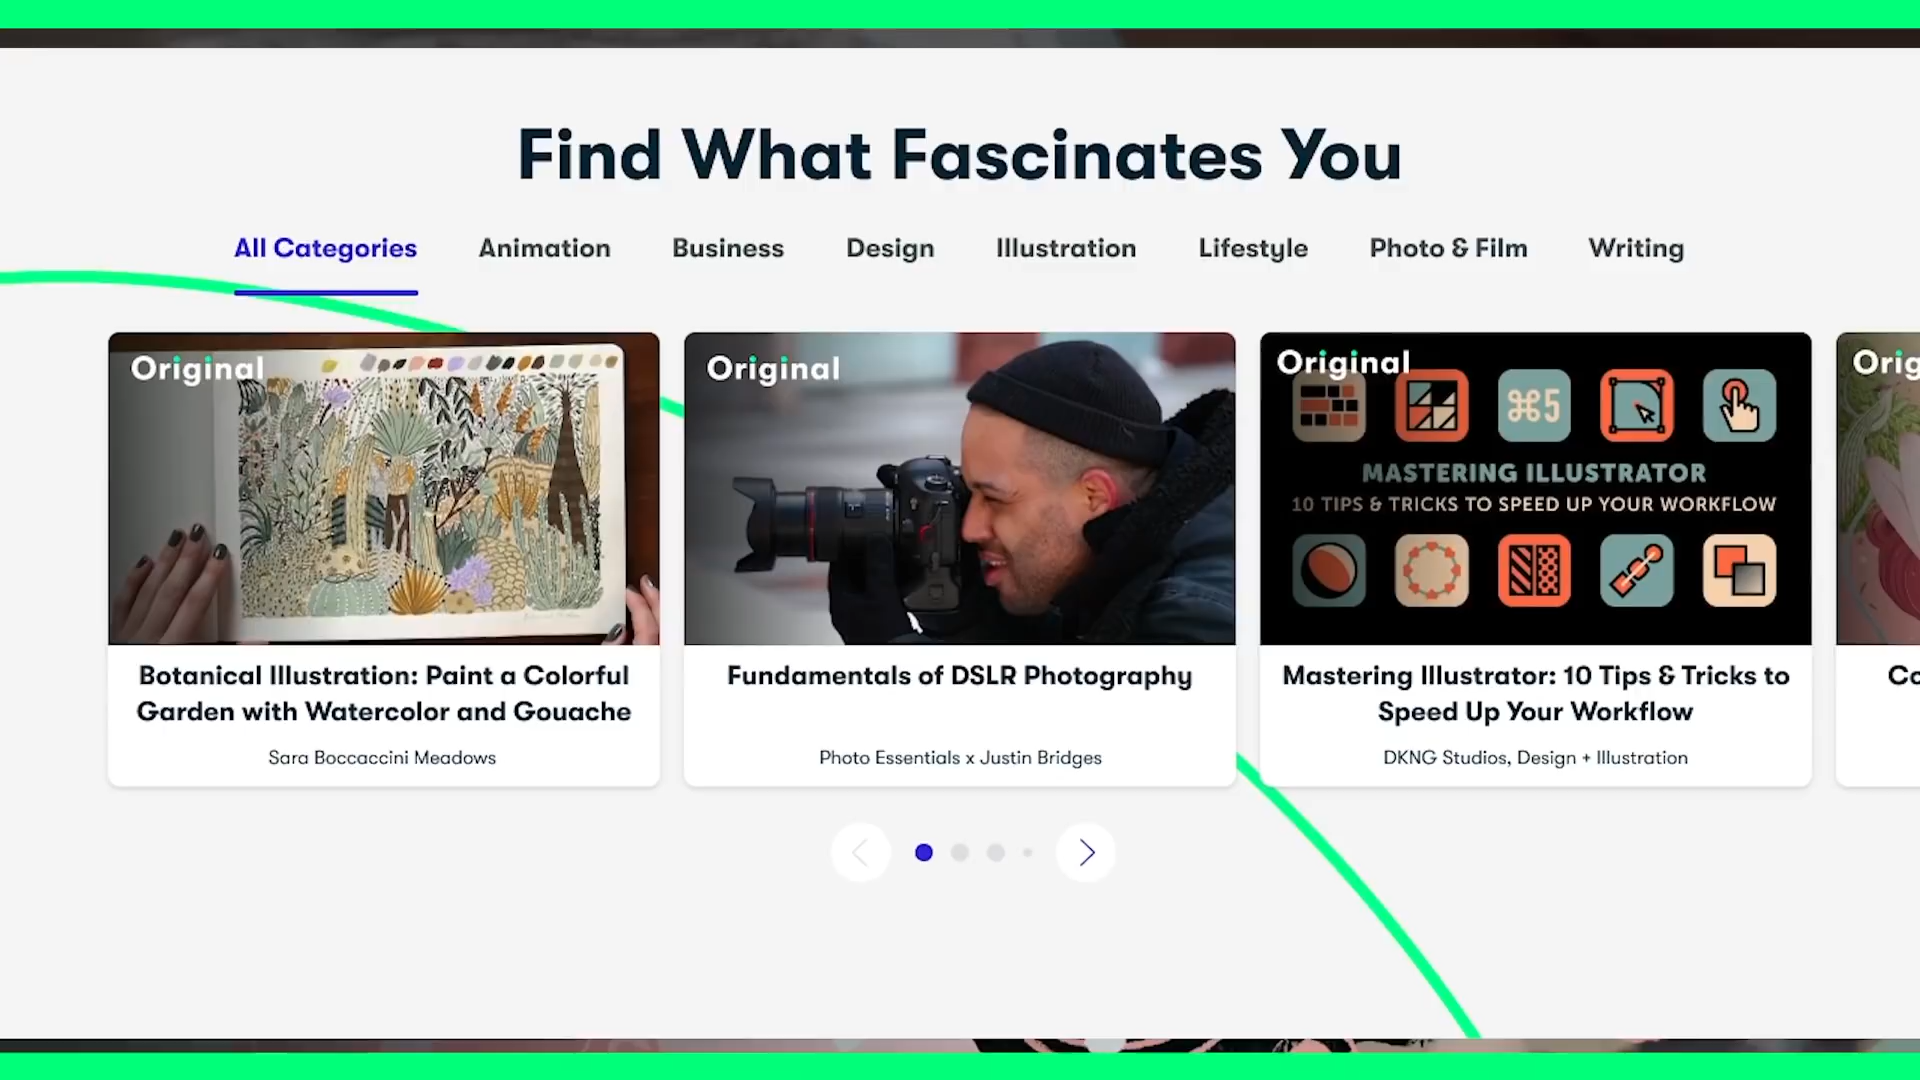 Find What Fascinates You
All Categories Animation Business Design Illustration Lifestyle Photo & Film Writing
Original
Botanical Illustration: Paint a Colorful
Garden with Watercolor and Gouache
Sara Boccaccini Meadows
Original
Fundamentals of DSLR Photography
Photo Essentials x Justin Bridges
Original
⌘5
MASTERING ILLUSTRATOR
10 TIPS & TRICKS TO SPEED UP YOUR WORKFLOW
Mastering Illustrator: 10 Tips & Tricks to
Speed Up Your Workflow
DKNG Studios, Design + Illustration
Orig
Co